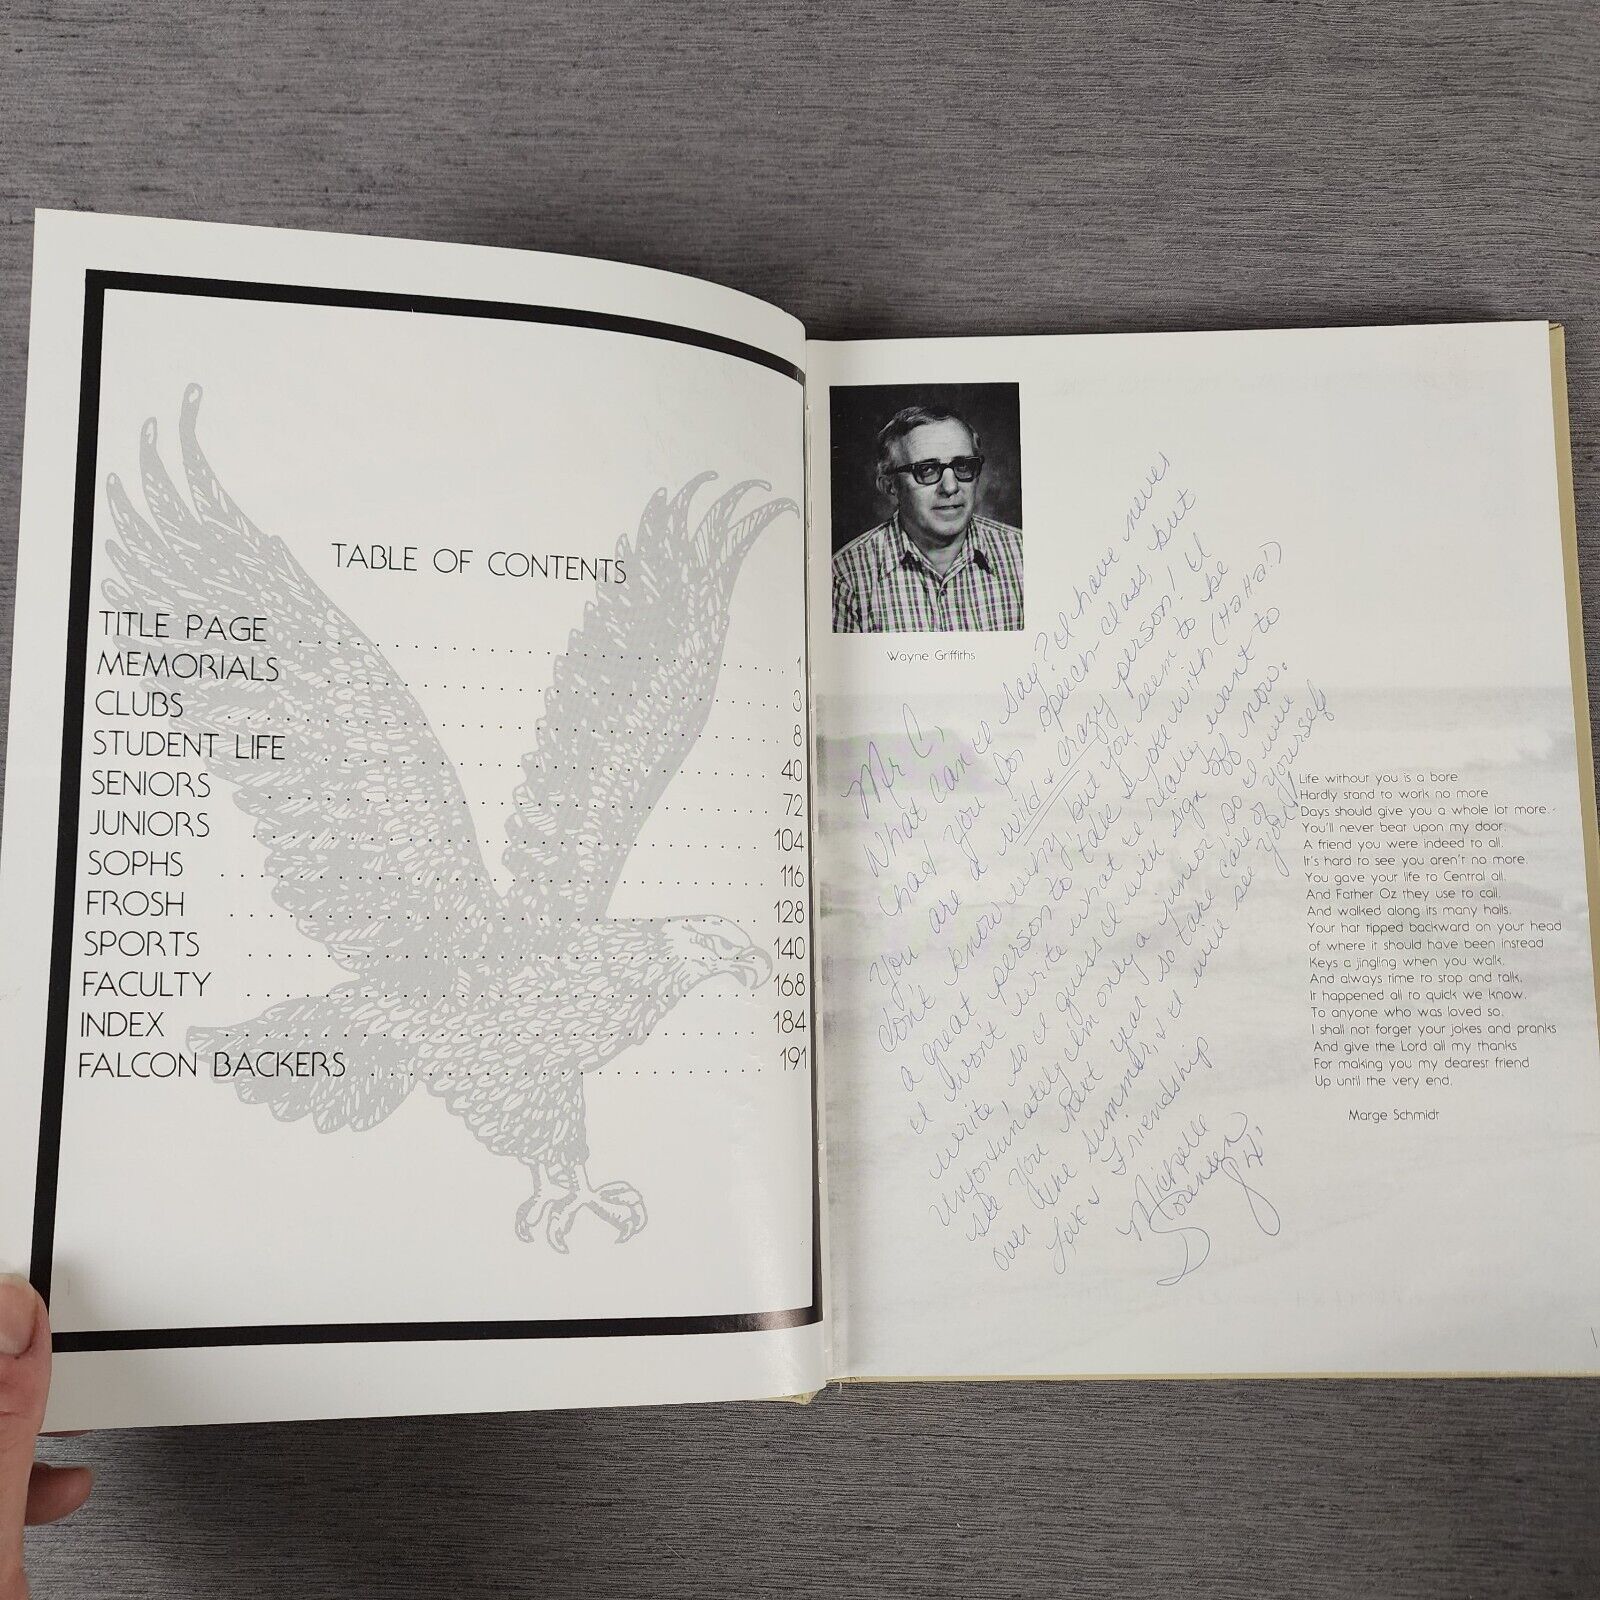 TABLE OF CONTENTS
TITLE PAGE . . . . . . . . . . . . . . . . . . . . 1
MEMORIALS . . . . . . . . . . . . . . . . . . . . 3
CLUBS . . . . . . . . . . . . . . . . . . . . 8
STUDENT LIFE . . . . . . . . . . . . . . . . . . . . 40
SENIORS . . . . . . . . . . . . . . . . . . . . 72
JUNIORS . . . . . . . . . . . . . . . . . . . . 104
SOPHS . . . . . . . . . . . . . . . . . . . . 116
FROSH . . . . . . . . . . . . . . . . . . . . 128
SPORTS . . . . . . . . . . . . . . . . . . . . 140
FACULTY . . . . . . . . . . . . . . . . . . . . 168
INDEX . . . . . . . . . . . . . . . . . . . . 184
FALCON BACKERS . . . . . . . . . . . . . . . . . . . . 191
Wayne Griffiths
Mr C,
What can I say? I have never
had you for speech-class, but
You are a wild & crazy person! I
don't know why, but you seem to be
a great person to take & joke with (HaHa!)
I won't write what I really want to
write, so I guess I will sign off now.
Unfortunately I'm only a junior, so I will
see you next year so take care of yourself
over the summer, & I will see you!
Love & Friendship
Michelle
Sorensen
Life without you is a bore
Hardly stand to work no more
Days should give you a whole lot more -
You'll never beat upon my door.
A friend you were indeed to all.
It's hard to see you aren't no more.
You gave your life to Central all.
And Father Oz they use to call.
And walked along its many halls.
Your hat tipped backward on your head
of where it should have been instead
Keys a jingling when you walk.
And always time to stop and talk.
It happened all to quick we know.
To anyone who was loved so.
I shall not forget your jokes and pranks
And give the Lord all my thanks
For making you my dearest friend
Up until the very end.
Marge Schmidt
1